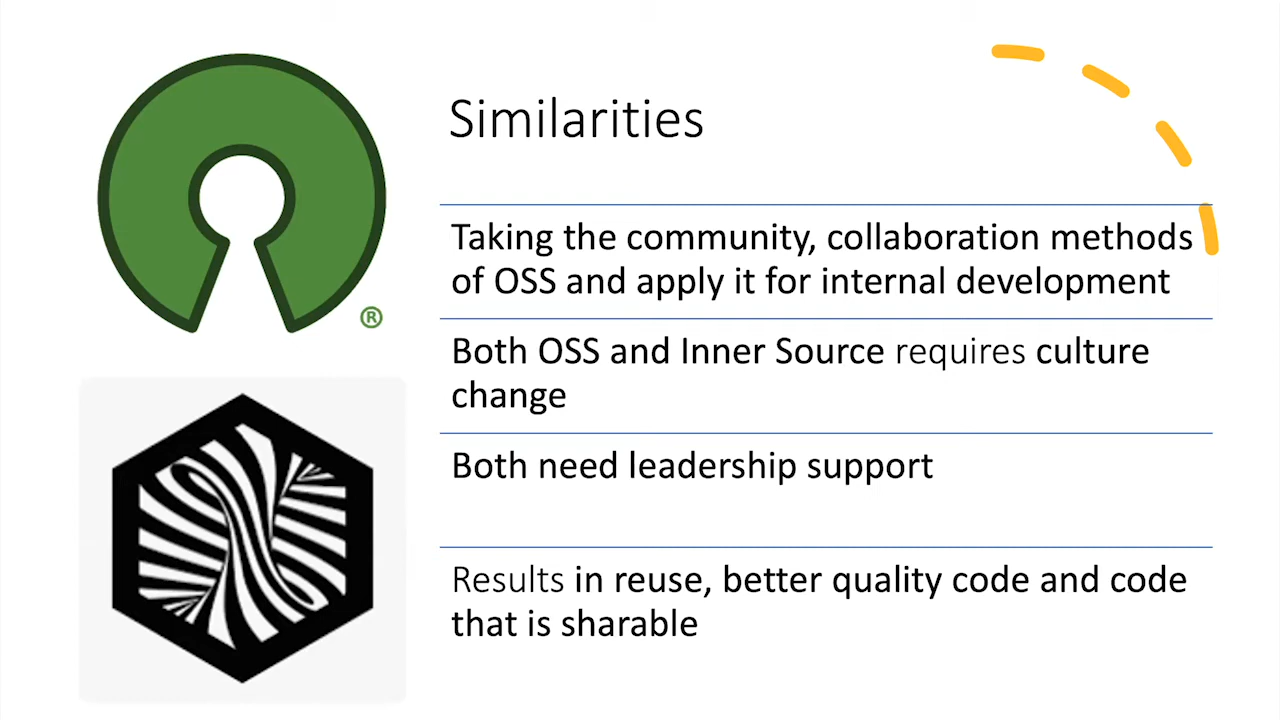 Similarities
Taking the community, collaboration methods
of OSS and apply it for internal development
Both OSS and Inner Source requires culture
change
Both need leadership support
Results in reuse, better quality code and code
that is sharable
®